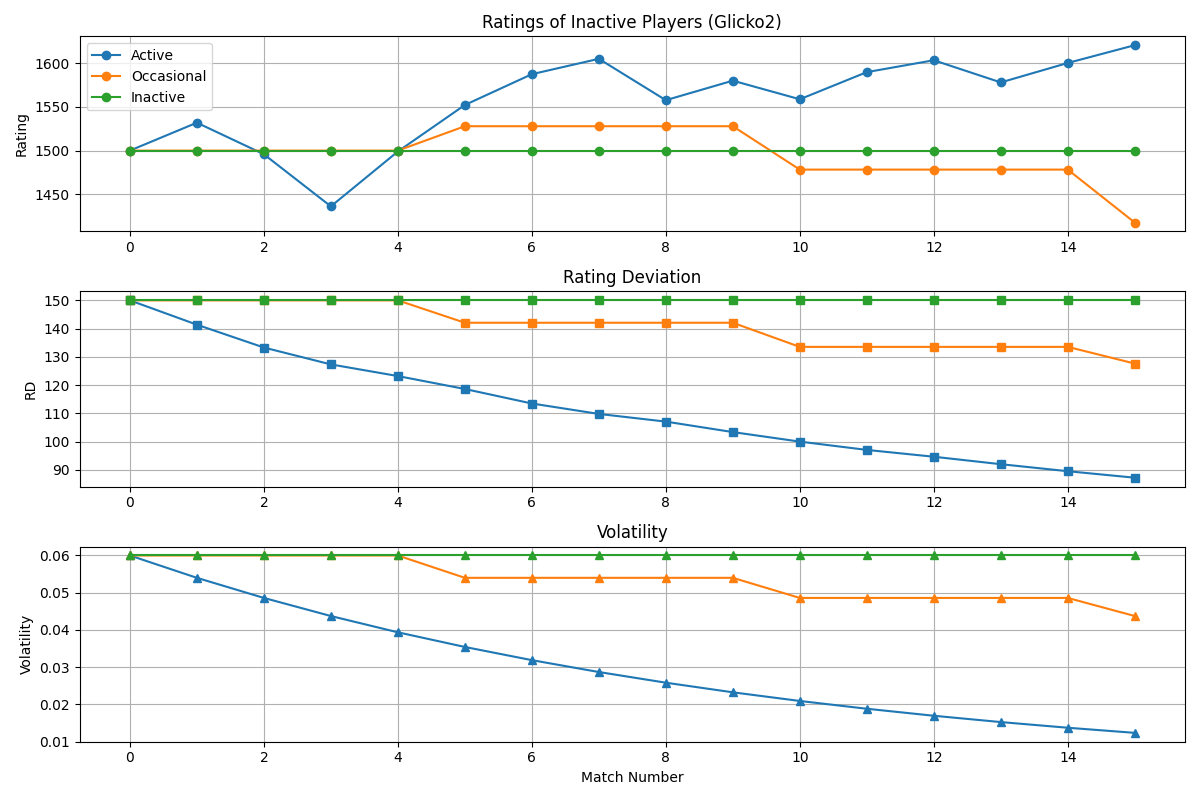 Ratings of Inactive Players (Glicko2)
Active
Occasional
Inactive
Rating
1600
1550
1500
1450
0 2 4 6 8 10 12 14
Rating Deviation
RD
150
140
130
120
110
100
90
0 2 4 6 8 10 12 14
Volatility
Volatility
0.06
0.05
0.04
0.03
0.02
0.01
0 2 4 6 8 10 12 14
Match Number